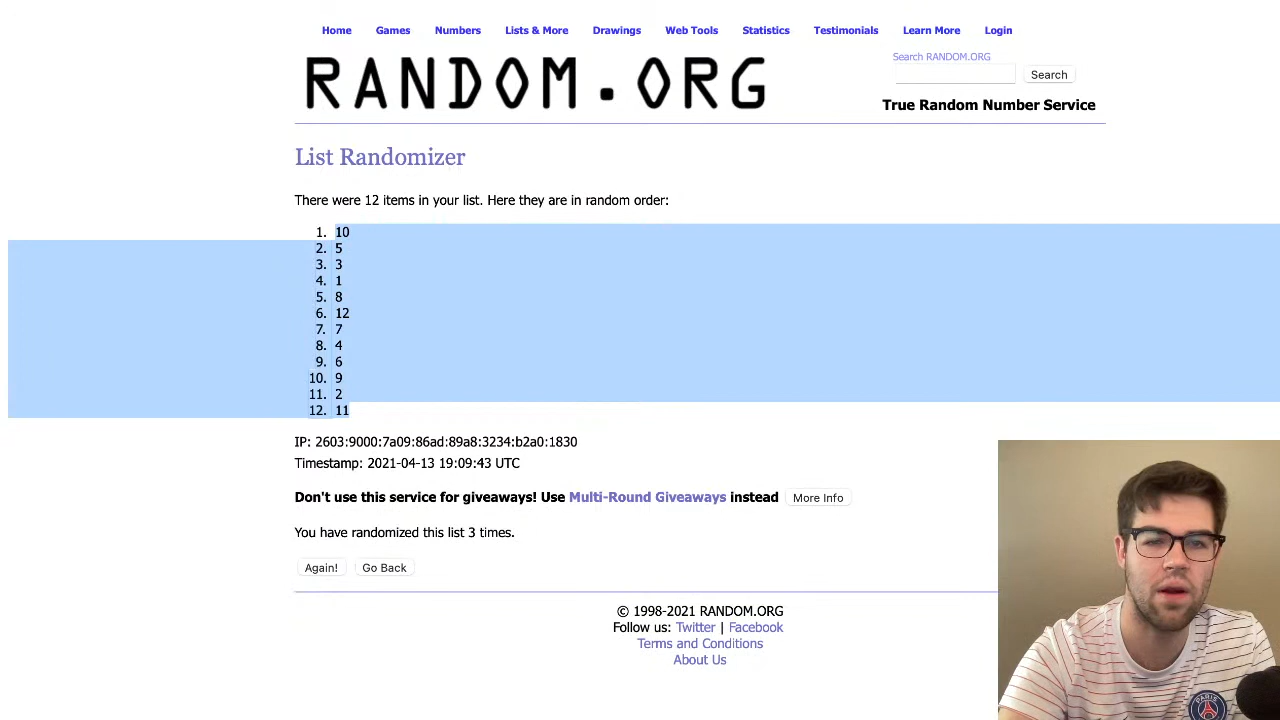 Home Games Numbers Lists & More Drawings Web Tools Statistics Testimonials Learn More Login
RANDOM.ORG
Search RANDOM.ORG
Search
True Random Number Service
List Randomizer
There were 12 items in your list. Here they are in random order:
1. 10
2. 5
3. 3
4. 1
5. 8
6. 12
7. 7
8. 4
9. 6
10. 9
11. 2
12. 11
IP: 2603:9000:7a09:86ad:89a8:3234:b2a0:1830
Timestamp: 2021-04-13 19:09:43 UTC
Don't use this service for giveaways! Use Multi-Round Giveaways instead More Info
You have randomized this list 3 times.
Again! Go Back
© 1998-2021 RANDOM.ORG
Follow us: Twitter | Facebook
Terms and Conditions
About Us
PARIS